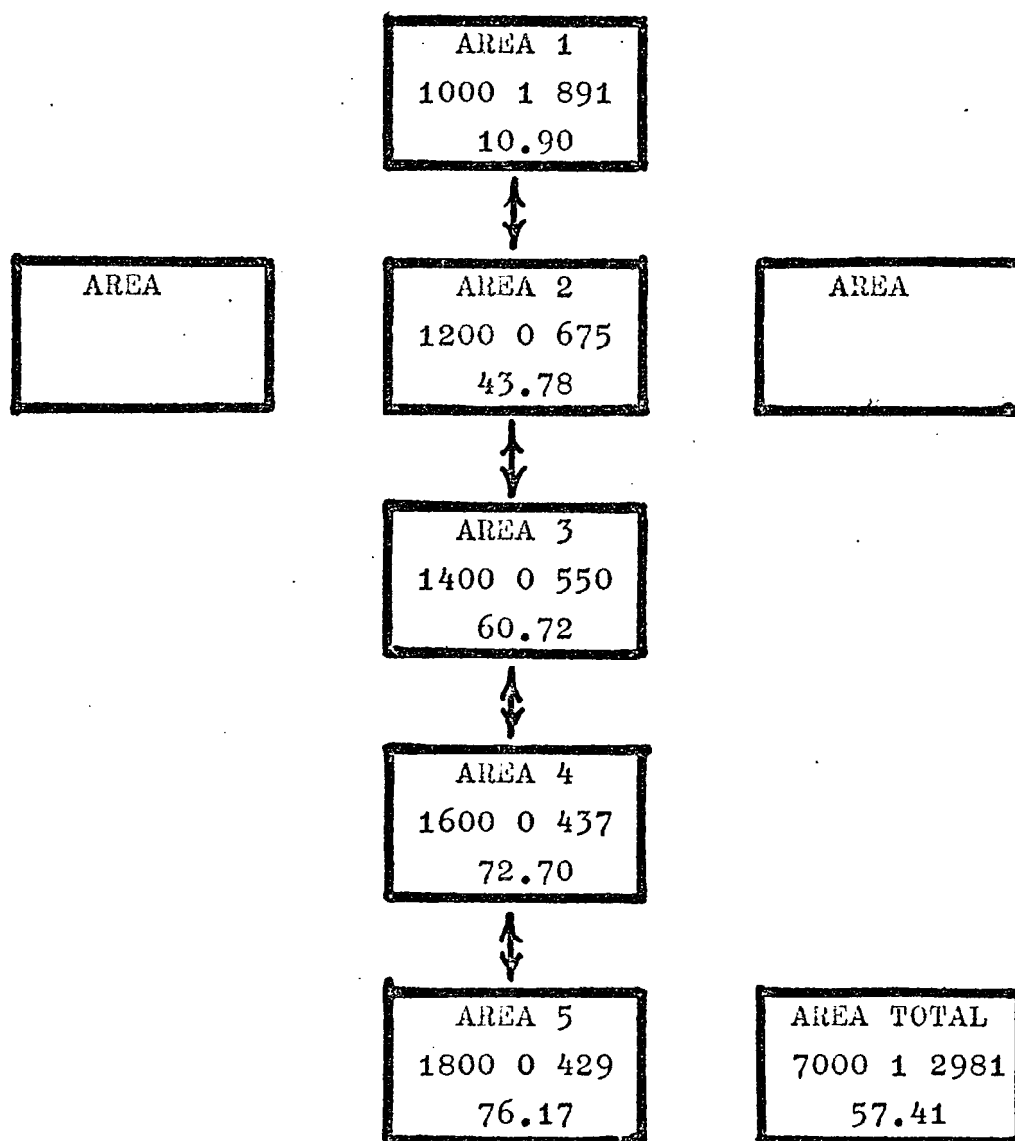 AREA 1
1000 1 891
10.90
AREA
AREA 2
1200 0 675
43.78
AREA
AREA 3
1400 0 550
60.72
AREA 4
1600 0 437
72.70
AREA 5
1800 0 429
76.17
AREA TOTAL
7000 1 2981
57.41